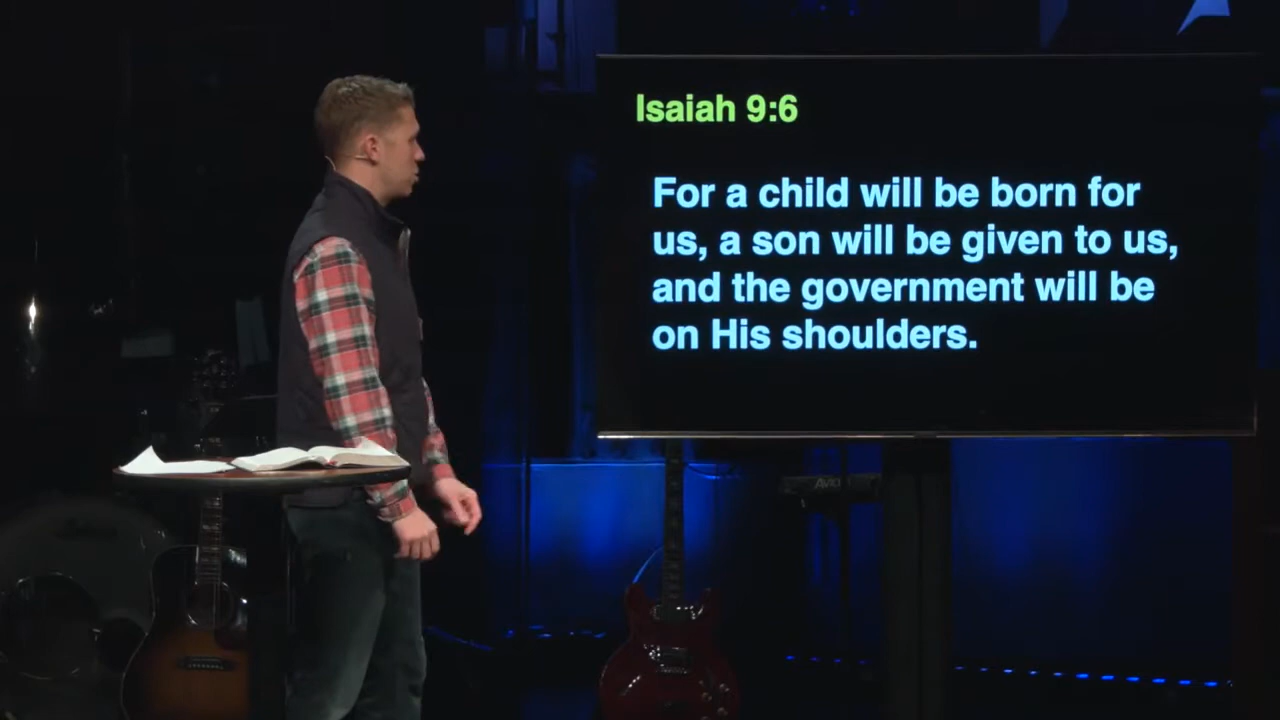 Isaiah 9:6
For a child will be born for
us, a son will be given to us,
and the government will be
on His shoulders.